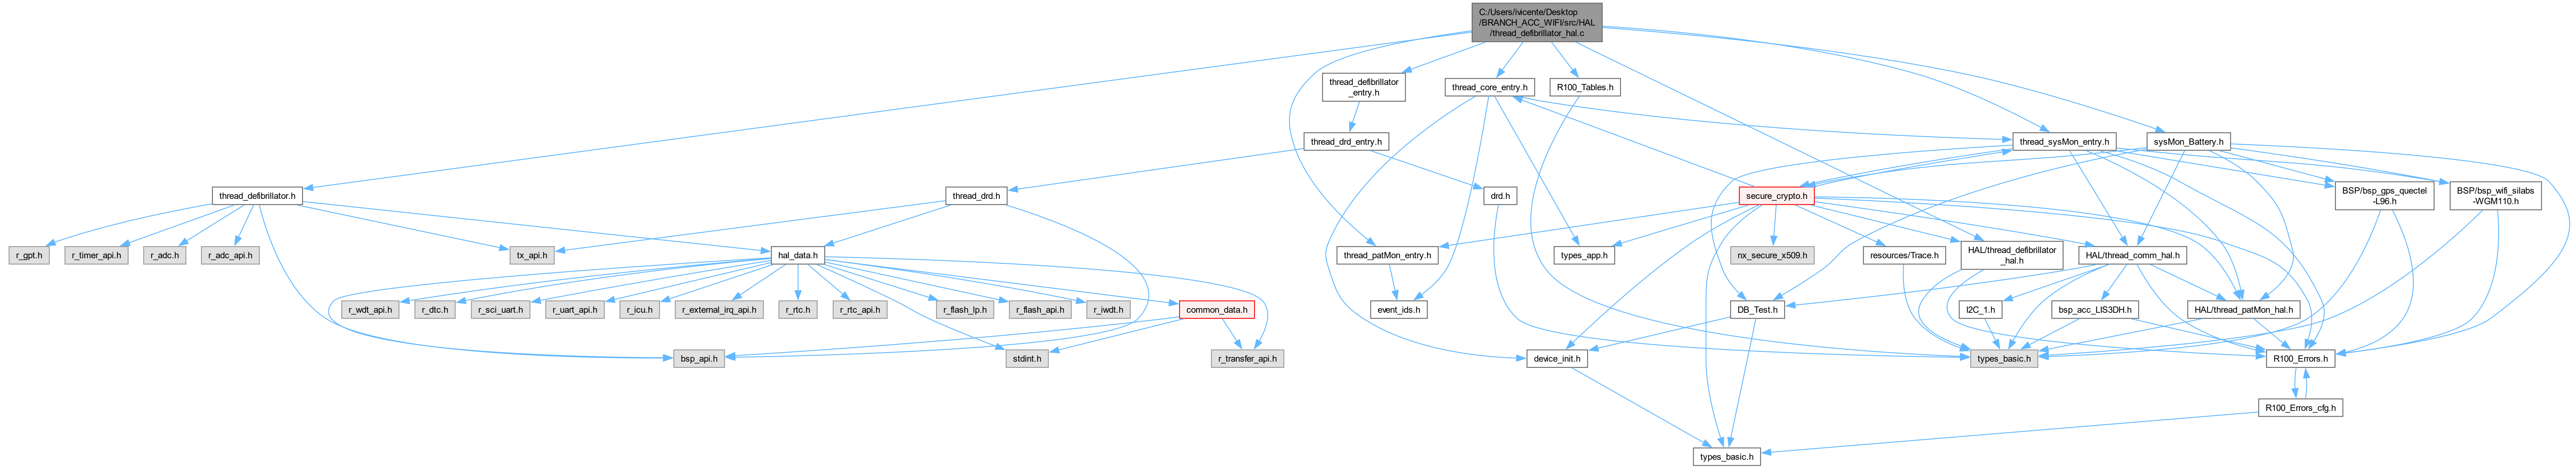 C:/Users/ivicente/Desktop
/BRANCH_ACC_WIFI/src/HAL
/thread_defibrillator_hal.c
thread_defibrillator
_entry.h
thread_core_entry.h
R100_Tables.h
thread_drd_entry.h
thread_sysMon_entry.h
sysMon_Battery.h
thread_defibrillator.h
thread_drd.h
drd.h
secure_crypto.h
BSP/bsp_gps_quectel
-L96.h
BSP/bsp_wifi_silabs
-WGM110.h
r_gpt.h
r_timer_api.h
r_adc.h
r_adc_api.h
tx_api.h
hal_data.h
thread_patMon_entry.h
types_app.h
nx_secure_x509.h
resources/Trace.h
HAL/thread_defibrillator
_hal.h
HAL/thread_comm_hal.h
r_wdt_api.h
r_dtc.h
r_sci_uart.h
r_uart_api.h
r_icu.h
r_external_irq_api.h
r_rtc.h
r_rtc_api.h
r_flash_lp.h
r_flash_api.h
r_iwdt.h
common_data.h
event_ids.h
DB_Test.h
I2C_1.h
bsp_acc_LIS3DH.h
HAL/thread_patMon_hal.h
bsp_api.h
stdint.h
r_transfer_api.h
device_init.h
types_basic.h
R100_Errors.h
R100_Errors_cfg.h
types_basic.h